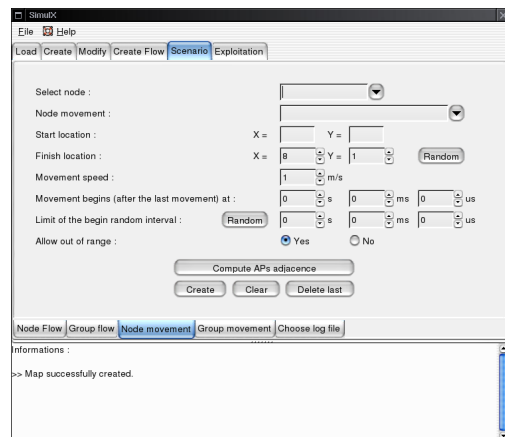 SimulX
File Help
Load Create Modify Create Flow Scenario Exploitation
Select node :
Node movement :
Start location : X = Y =
Finish location : X = 8 Y = 1 Random
Movement speed : 1 m/s
Movement begins (after the last movement) at : 0 s 0 ms 0 us
Limit of the begin random interval : Random 0 s 0 ms 0 us
Allow out of range : Yes No
Compute APs adjacence
Create Clear Delete last
Node Flow Group flow Node movement Group movement Choose log file
Informations :
>> Map successfully created.